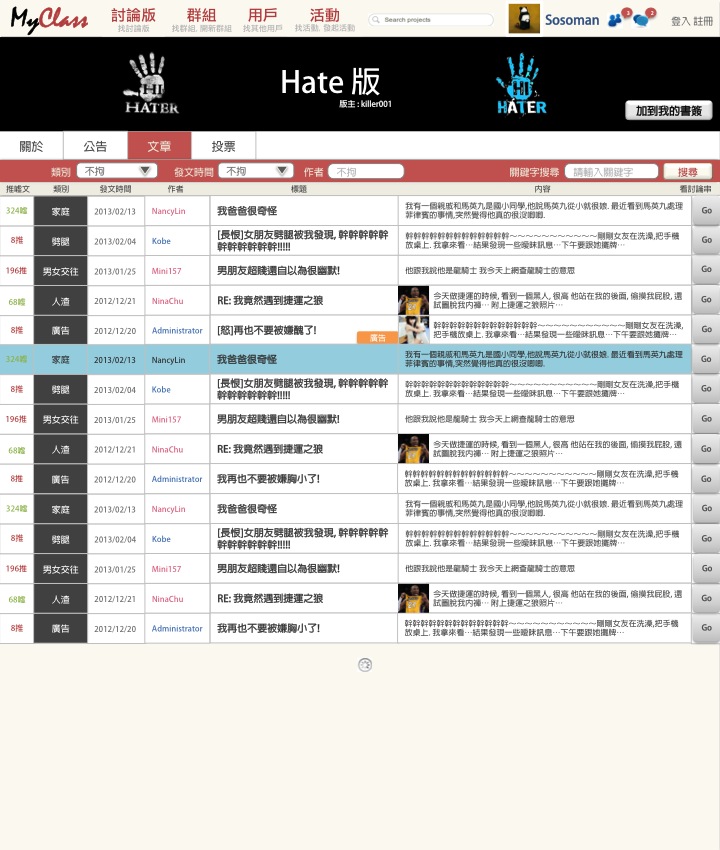 MyClass
討論版 群組 用戶 活動
找討論版 找群組, 開新群組 找其他用戶 找活動, 發起活動
Search projects
Sosoman 3 2 登入 註冊
HI HATER
Hate 版
版主 : killer001
HI HATER
加到我的書簽
關於 公告 文章 投票
類別 不拘 發文時間 不拘 作者 不拘 關鍵字搜尋 請輸入關鍵字 搜尋
推噓文 類別 發文時間 作者 標題 內容 看討論串
324噓 家庭 2013/02/13 NancyLin 我爸爸很奇怪 我有一個親戚和馬英九是國小同學,他說馬英九從小就很娘. 最近看到馬英九處理
菲律賓的事情,突然覺得他真的很沒唧唧. Go
8推 劈腿 2013/02/04 Kobe [長恨]女朋友劈腿被我發現, 幹幹幹幹幹
幹幹幹幹幹幹幹!!!!! 幹幹幹幹幹幹幹幹幹幹幹幹～～～～～～～～～～～剛剛女友在洗澡,把手機
放桌上. 我拿來看…結果發現一些曖昧訊息…下午要跟她攤牌… Go
196推 男女交往 2013/01/25 Mini157 男朋友超賤還自以為很幽默! 他跟我說他是龍騎士 我今天上網查龍騎士的意思 Go
68噓 人渣 2012/12/21 NinaChu RE: 我竟然遇到捷運之狼 今天做捷運的時候, 看到一個黑人, 很高 他站在我的後面, 偷摸我屁股, 還
試圖脫我內褲… 附上捷運之狼照片… Go
8推 廣告 2012/12/20 Administrator [怒]再也不要被嫌醜了! 幹幹幹幹幹幹幹幹幹幹幹幹～～～～～～～～～～～剛剛女友在洗澡,
把手機放桌上. 我拿來看…結果發現一些曖昧訊息…下午要跟她攤牌… Go
廣告
324噓 家庭 2013/02/13 NancyLin 我爸爸很奇怪 我有一個親戚和馬英九是國小同學,他說馬英九從小就很娘. 最近看到馬英九處理
菲律賓的事情,突然覺得他真的很沒唧唧. Go
8推 劈腿 2013/02/04 Kobe [長恨]女朋友劈腿被我發現, 幹幹幹幹幹
幹幹幹幹幹幹幹!!!!! 幹幹幹幹幹幹幹幹幹幹幹幹～～～～～～～～～～～剛剛女友在洗澡,把手機
放桌上. 我拿來看…結果發現一些曖昧訊息…下午要跟她攤牌… Go
196推 男女交往 2013/01/25 Mini157 男朋友超賤還自以為很幽默! 他跟我說他是龍騎士 我今天上網查龍騎士的意思 Go
68噓 人渣 2012/12/21 NinaChu RE: 我竟然遇到捷運之狼 今天做捷運的時候, 看到一個黑人, 很高 他站在我的後面, 偷摸我屁股, 還
試圖脫我內褲… 附上捷運之狼照片… Go
8推 廣告 2012/12/20 Administrator 我再也不要被嫌胸小了! 幹幹幹幹幹幹幹幹幹幹幹幹～～～～～～～～～～～剛剛女友在洗澡,把手機
放桌上. 我拿來看…結果發現一些曖昧訊息…下午要跟她攤牌… Go
324噓 家庭 2013/02/13 NancyLin 我爸爸很奇怪 我有一個親戚和馬英九是國小同學,他說馬英九從小就很娘. 最近看到馬英九處理
菲律賓的事情,突然覺得他真的很沒唧唧. Go
8推 劈腿 2013/02/04 Kobe [長恨]女朋友劈腿被我發現, 幹幹幹幹幹
幹幹幹幹幹幹幹!!!!! 幹幹幹幹幹幹幹幹幹幹幹幹～～～～～～～～～～～剛剛女友在洗澡,把手機
放桌上. 我拿來看…結果發現一些曖昧訊息…下午要跟她攤牌… Go
196推 男女交往 2013/01/25 Mini157 男朋友超賤還自以為很幽默! 他跟我說他是龍騎士 我今天上網查龍騎士的意思 Go
68噓 人渣 2012/12/21 NinaChu RE: 我竟然遇到捷運之狼 今天做捷運的時候, 看到一個黑人, 很高 他站在我的後面, 偷摸我屁股, 還
試圖脫我內褲… 附上捷運之狼照片… Go
8推 廣告 2012/12/20 Administrator 我再也不要被嫌胸小了! 幹幹幹幹幹幹幹幹幹幹幹幹～～～～～～～～～～～剛剛女友在洗澡,把手機
放桌上. 我拿來看…結果發現一些曖昧訊息…下午要跟她攤牌… Go